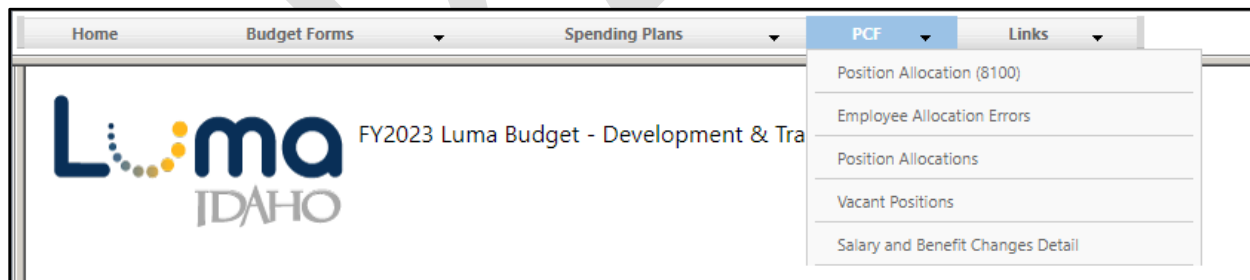 Home Budget Forms Spending Plans PCF Links
Position Allocation (8100)
Luma
IDAHO
FY2023 Luma Budget - Development & Tra
Employee Allocation Errors
Position Allocations
Vacant Positions
Salary and Benefit Changes Detail